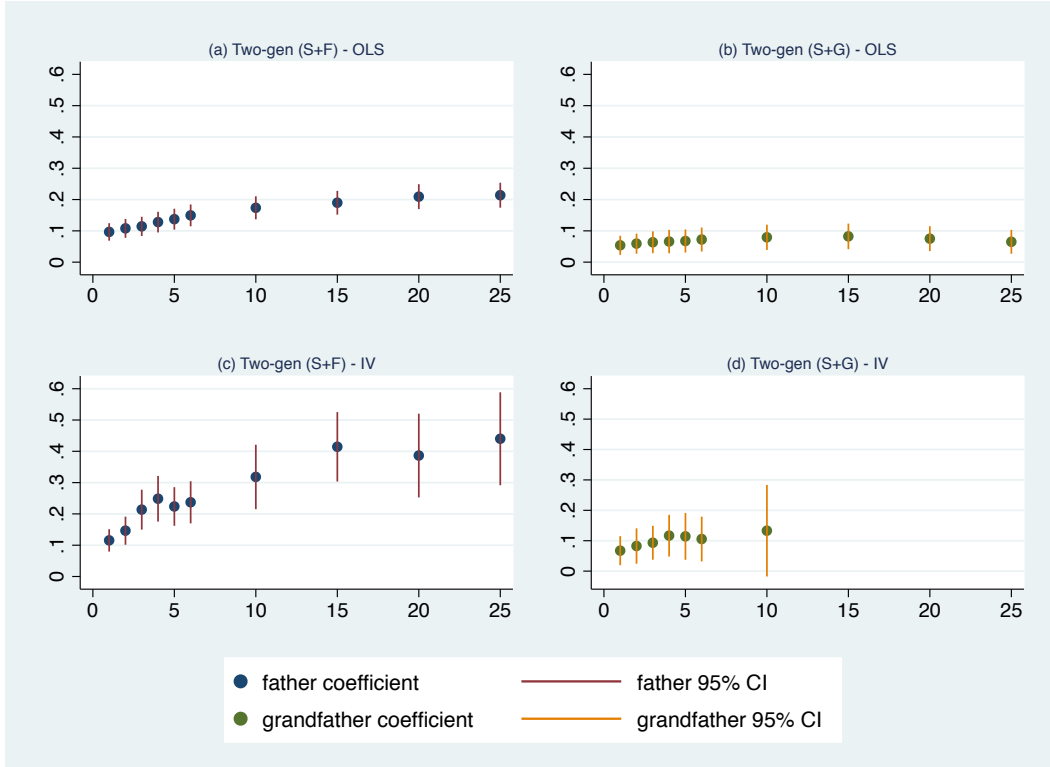 (a) Two-gen (S+F) - OLS
.6
.5
.4
.3
.2
.1
0
0 5 10 15 20 25
(b) Two-gen (S+G) - OLS
.6
.5
.4
.3
.2
.1
0
0 5 10 15 20 25
(c) Two-gen (S+F) - IV
.6
.5
.4
.3
.2
.1
0
0 5 10 15 20 25
(d) Two-gen (S+G) - IV
.6
.5
.4
.3
.2
.1
0
0 5 10 15 20 25
father coefficient father 95% CI
grandfather coefficient grandfather 95% CI